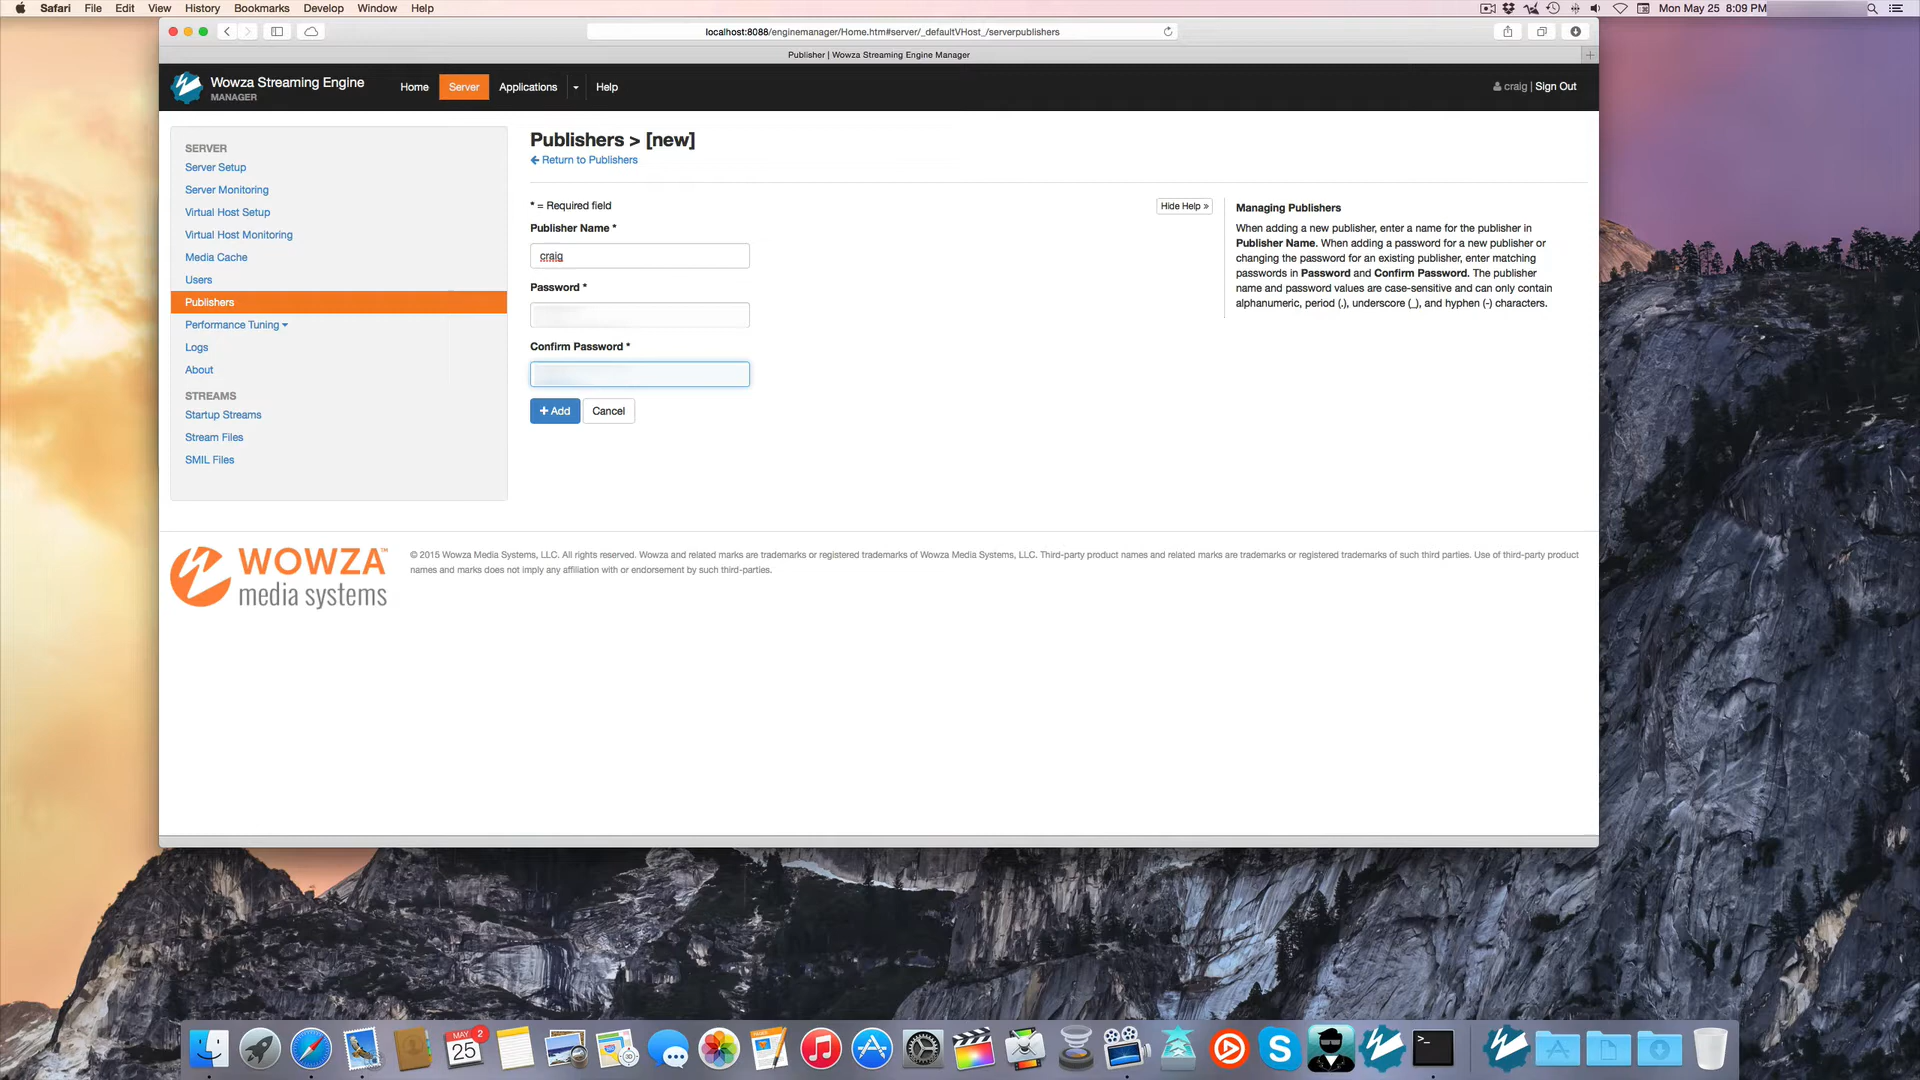 Safari File Edit View History Bookmarks Develop Window Help
Mon May 25 8:09 PM
localhost:8088/enginemanager/Home.htm#server/_defaultVHost_/serverpublishers
Publisher | Wowza Streaming Engine Manager
Wowza Streaming Engine
MANAGER
Home Server Applications Help
craig | Sign Out
SERVER
Server Setup
Server Monitoring
Virtual Host Setup
Virtual Host Monitoring
Media Cache
Users
Publishers
Performance Tuning
Logs
About
STREAMS
Startup Streams
Stream Files
SMIL Files
Publishers > [new]
Return to Publishers
* = Required field
Publisher Name *
craig
Password *
Confirm Password *
+ Add Cancel
Hide Help »
Managing Publishers
When adding a new publisher, enter a name for the publisher in
Publisher Name. When adding a password for a new publisher or
changing the password for an existing publisher, enter matching
passwords in Password and Confirm Password. The publisher
name and password values are case-sensitive and can only contain
alphanumeric, period (.), underscore (_), and hyphen (-) characters.
WOWZA™
media systems
© 2015 Wowza Media Systems, LLC. All rights reserved. Wowza and related marks are trademarks or registered trademarks of Wowza Media Systems, LLC. Third-party product names and related marks are trademarks or registered trademarks of such third parties. Use of third-party product
names and marks does not imply any affiliation with or endorsement by such third-parties.
MAY 2
25